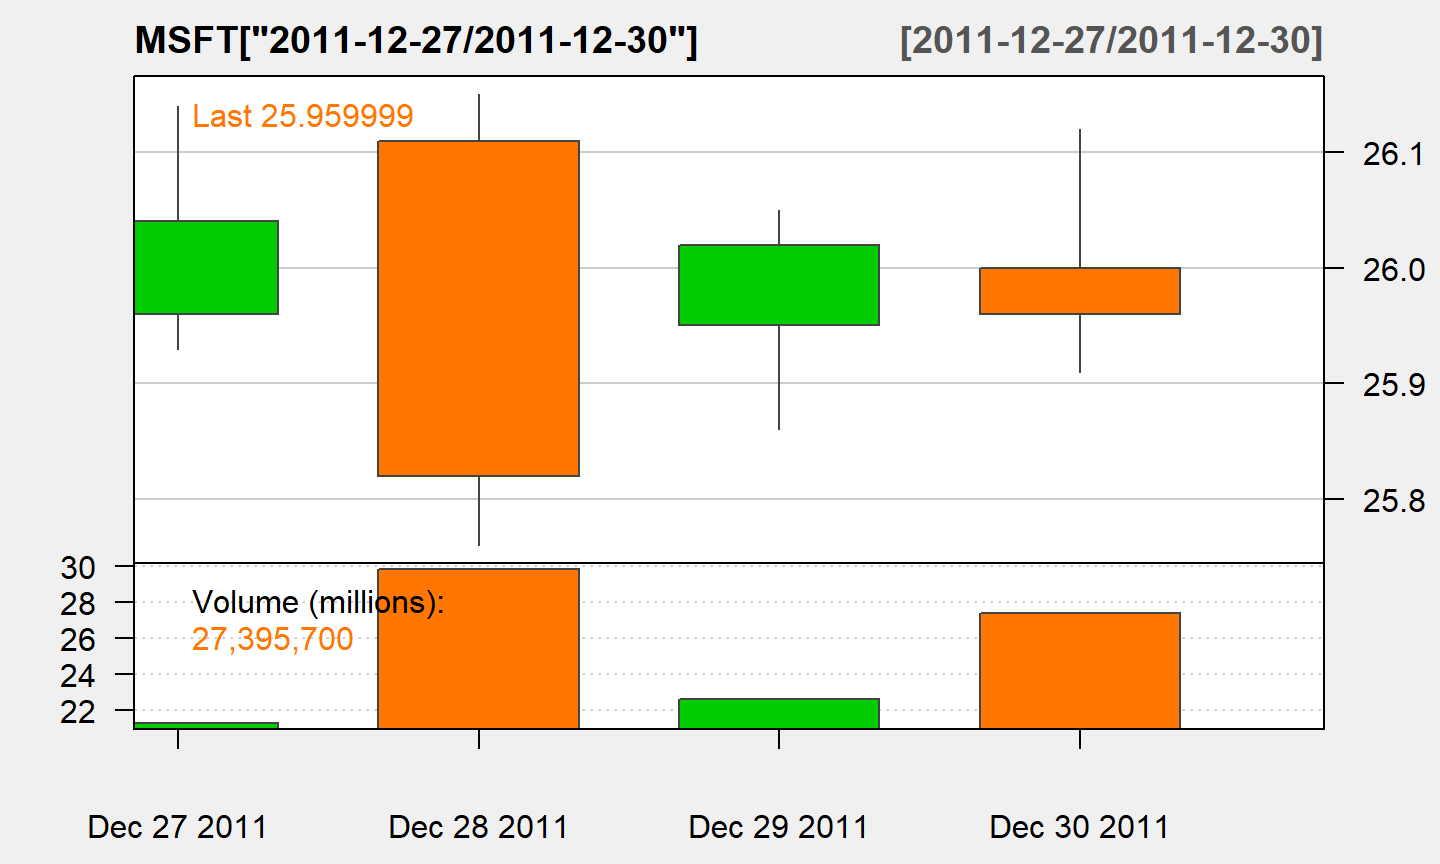 MSFT["2011-12-27/2011-12-30"]
[2011-12-27/2011-12-30]
Last 25.959999
26.1
26.0
25.9
25.8
30
28
26
24
22
Volume (millions):
27,395,700
Dec 27 2011
Dec 28 2011
Dec 29 2011
Dec 30 2011